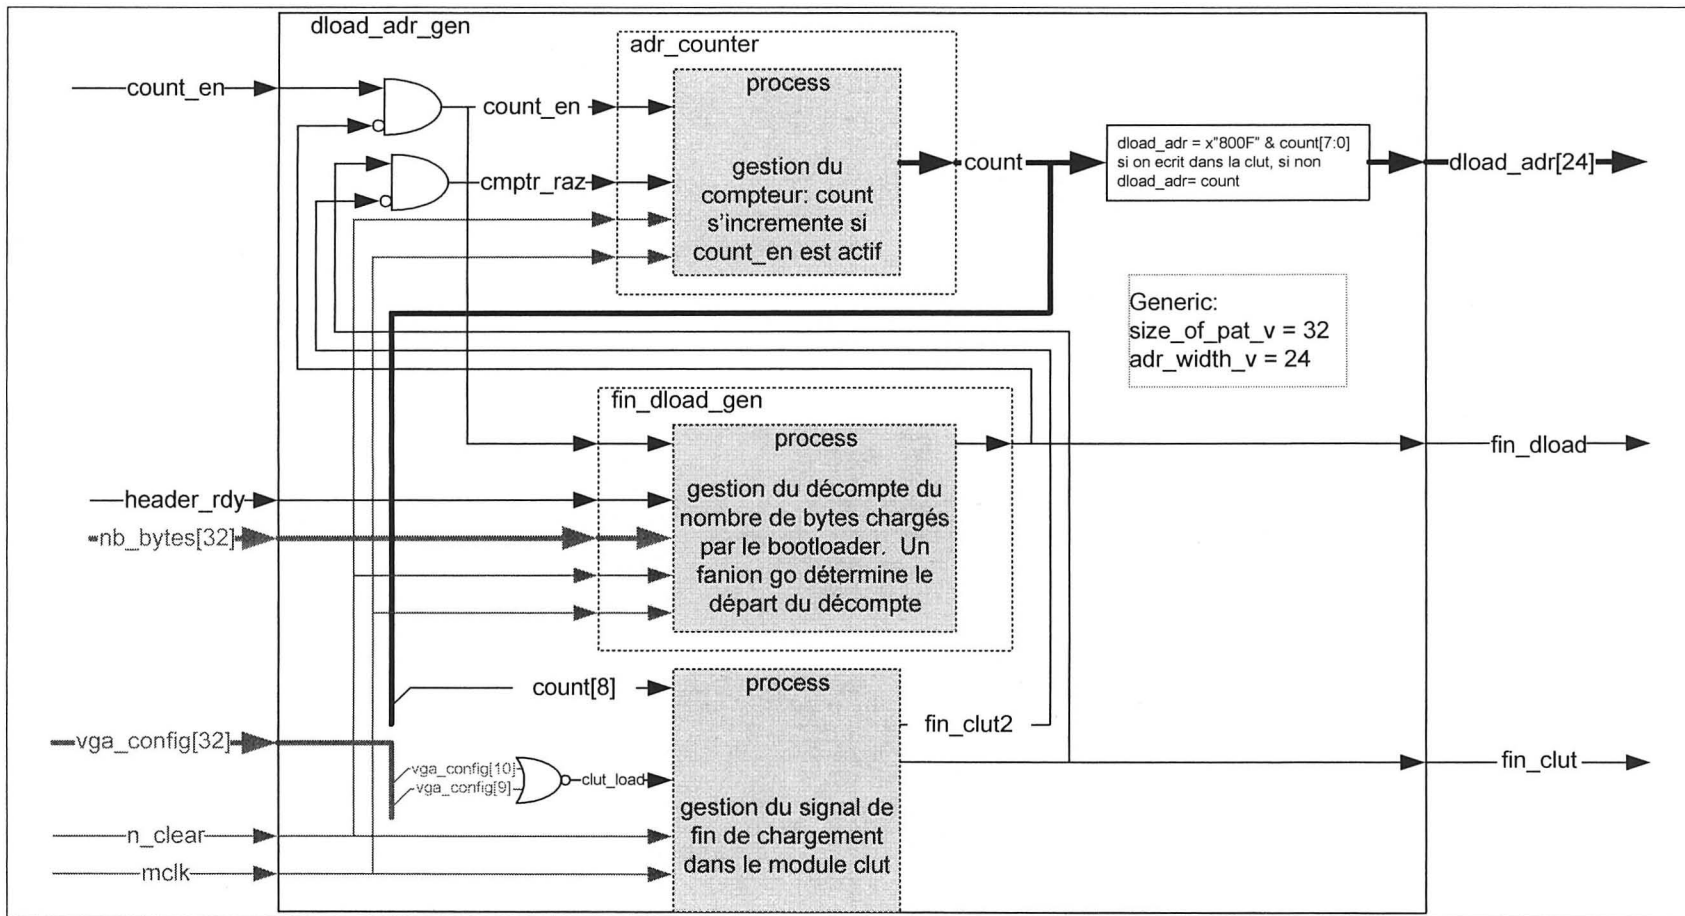 dload_adr_gen
adr_counter
process
count_en
count_en
cmptr_raz
gestion du
compteur: count
s'incremente si
count_en est actif
count
dload_adr = x"800F" & count[7:0]
si on ecrit dans la clut, si non
dload_adr= count
dload_adr[24]
Generic:
size_of_pat_v = 32
adr_width_v = 24
fin_dload_gen
process
gestion du décompte du
nombre de bytes chargés
par le bootloader. Un
fanion go détermine le
départ du décompte
header_rdy
nb_bytes[32]
fin_dload
count[8]
process
fin_clut2
vga_config[32]
vga_config[10]
vga_config[9]
clut_load
fin_clut
gestion du signal de
fin de chargement
dans le module clut
n_clear
mclk